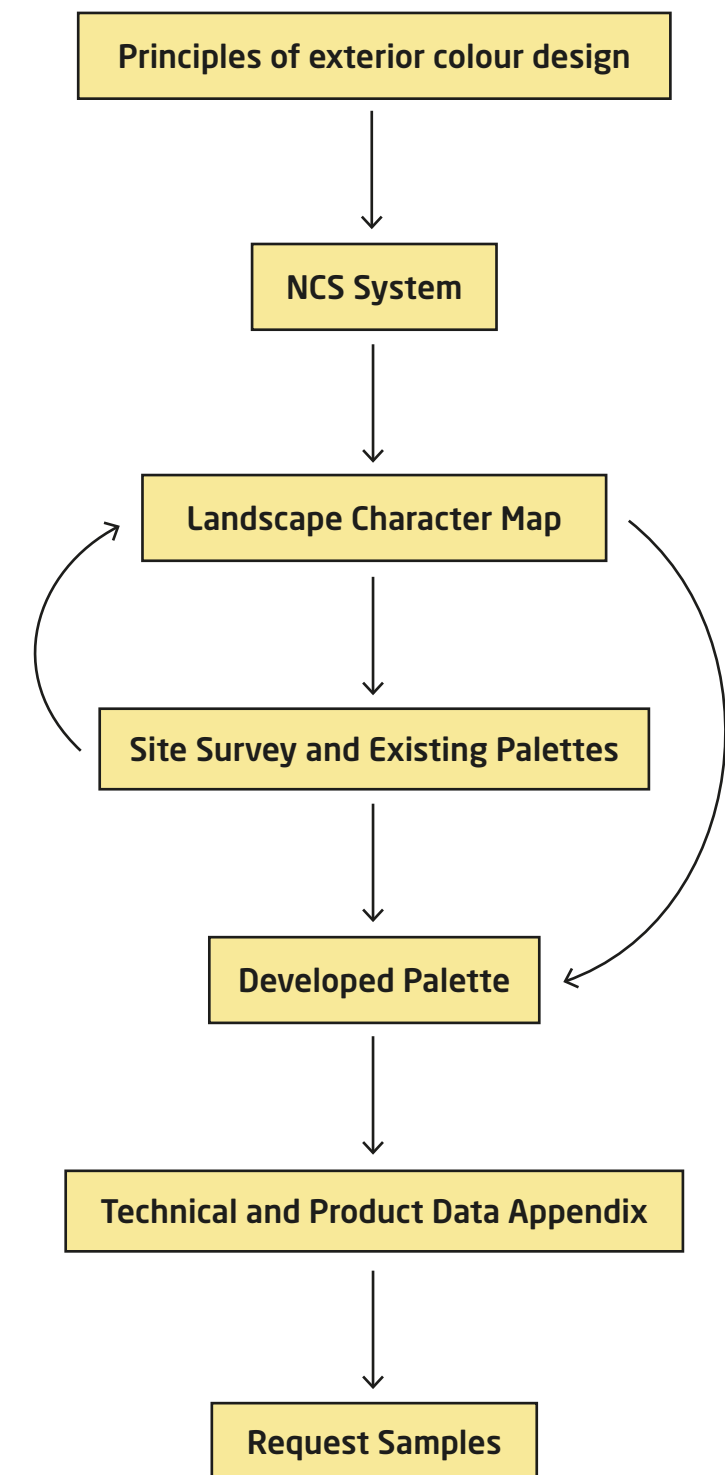 Principles of exterior colour design
NCS System
Landscape Character Map
Site Survey and Existing Palettes
Developed Palette
Technical and Product Data Appendix
Request Samples